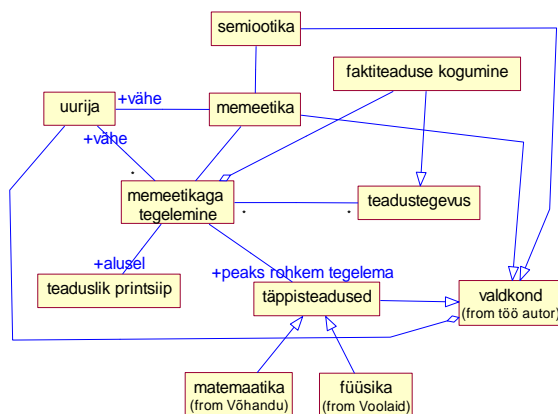 semiootika
faktiteaduse kogumine
uurija
+vähe
memeetika
+vähe
*
memeetikaga
tegelemine
*
*
teadustegevus
+alusel
teaduslik printsiip
+peaks rohkem tegelema
täppisteadused
valdkond
(from töö autor)
matemaatika
(from Võhandu)
füüsika
(from Voolaid)